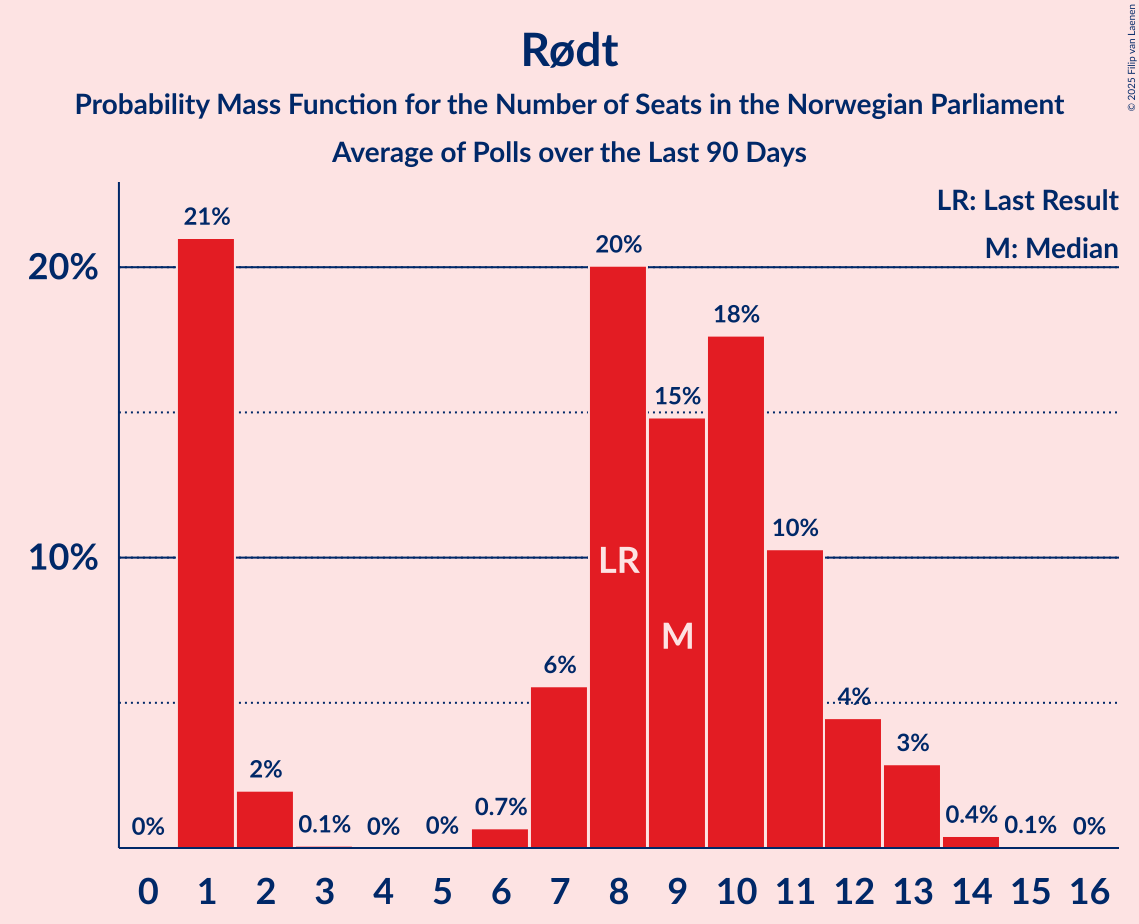 Rødt
Probability Mass Function for the Number of Seats in the Norwegian Parliament
Average of Polls over the Last 90 Days
© 2025 Filip van Laenen
LR: Last Result
M: Median
20%
10%
0%
21%
2%
0.1%
0%
0%
0.7%
6%
20%
15%
18%
10%
4%
3%
0.4%
0.1%
0%
LR
M
0 1 2 3 4 5 6 7 8 9 10 11 12 13 14 15 16